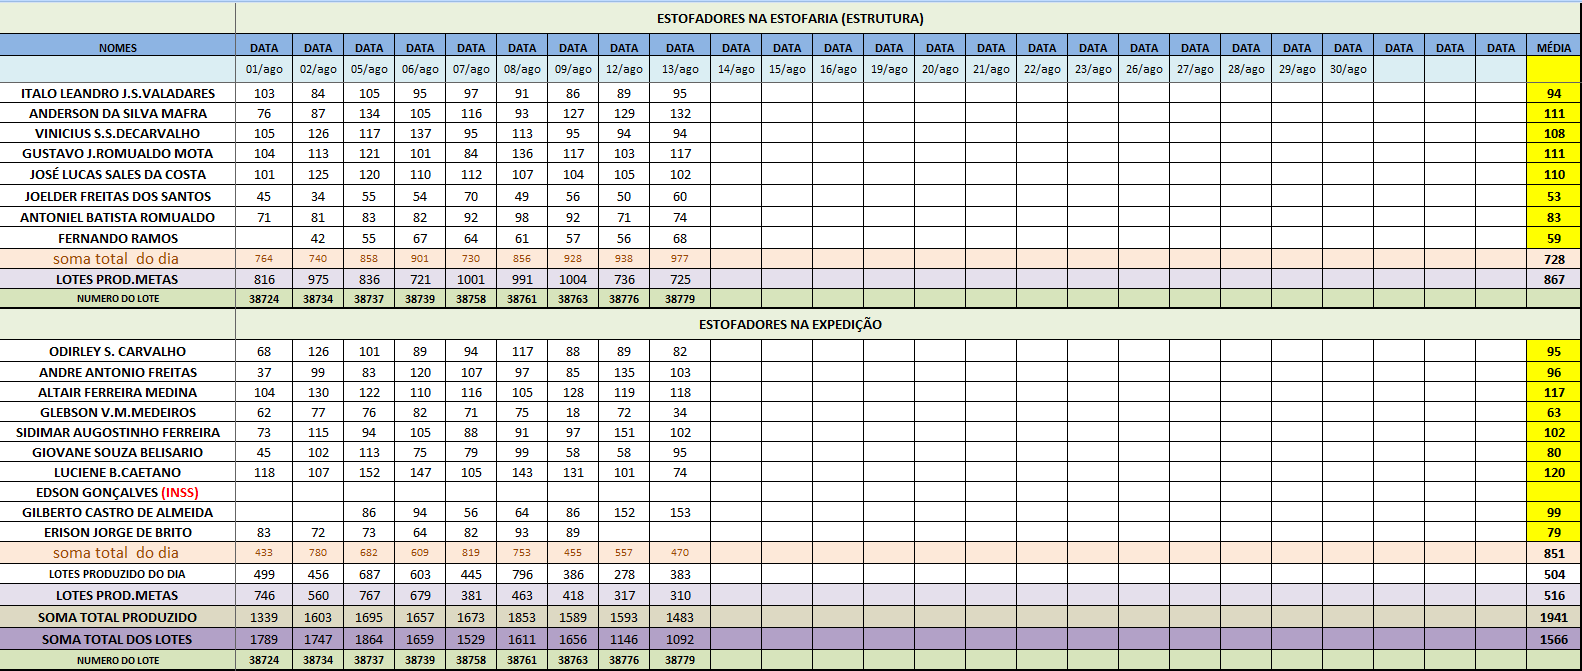 ESTOFADORES NA ESTOFARIA (ESTRUTURA)
NOMES DATA DATA DATA DATA DATA DATA DATA DATA DATA DATA DATA DATA DATA DATA DATA DATA DATA DATA DATA DATA DATA DATA DATA DATA DATA MÉDIA
01/ago 02/ago 05/ago 06/ago 07/ago 08/ago 09/ago 12/ago 13/ago 14/ago 15/ago 16/ago 19/ago 20/ago 21/ago 22/ago 23/ago 26/ago 27/ago 28/ago 29/ago 30/ago
ITALO LEANDRO J.S.VALADARES 103 84 105 95 97 91 86 89 95 94
ANDERSON DA SILVA MAFRA 76 87 134 105 116 93 127 129 132 111
VINICIUS S.S.DECARVALHO 105 126 117 137 95 113 95 94 94 108
GUSTAVO J.ROMUALDO MOTA 104 113 121 101 84 136 117 103 117 111
JOSÉ LUCAS SALES DA COSTA 101 125 120 110 112 107 104 105 102 110
JOELDER FREITAS DOS SANTOS 45 34 55 54 70 49 56 50 60 53
ANTONIEL BATISTA ROMUALDO 71 81 83 82 92 98 92 71 74 83
FERNANDO RAMOS 42 55 67 64 61 57 56 68 59
soma total do dia 764 740 858 901 730 856 928 938 977 728
LOTES PROD.METAS 816 975 836 721 1001 991 1004 736 725 867
NUMERO DO LOTE 38724 38734 38737 38739 38758 38761 38763 38776 38779
ESTOFADORES NA EXPEDIÇÃO
ODIRLEY S. CARVALHO 68 126 101 89 94 117 88 89 82 95
ANDRE ANTONIO FREITAS 37 99 83 120 107 97 85 135 103 96
ALTAIR FERREIRA MEDINA 104 130 122 110 116 105 128 119 118 117
GLEBSON V.M.MEDEIROS 62 77 76 82 71 75 18 72 34 63
SIDIMAR AUGOSTINHO FERREIRA 73 115 94 105 88 91 97 151 102 102
GIOVANE SOUZA BELISARIO 45 102 113 75 79 99 58 58 95 80
LUCIENE B.CAETANO 118 107 152 147 105 143 131 101 74 120
EDSON GONÇALVES (INSS)
GILBERTO CASTRO DE ALMEIDA 86 94 56 64 86 152 153 99
ERISON JORGE DE BRITO 83 72 73 64 82 93 89 79
soma total do dia 433 780 682 609 819 753 455 557 470 851
LOTES PRODUZIDO DO DIA 499 456 687 603 445 796 386 278 383 504
LOTES PROD.METAS 746 560 767 679 381 463 418 317 310 516
SOMA TOTAL PRODUZIDO 1339 1603 1695 1657 1673 1853 1589 1593 1483 1941
SOMA TOTAL DOS LOTES 1789 1747 1864 1659 1529 1611 1656 1146 1092 1566
NUMERO DO LOTE 38724 38734 38737 38739 38758 38761 38763 38776 38779